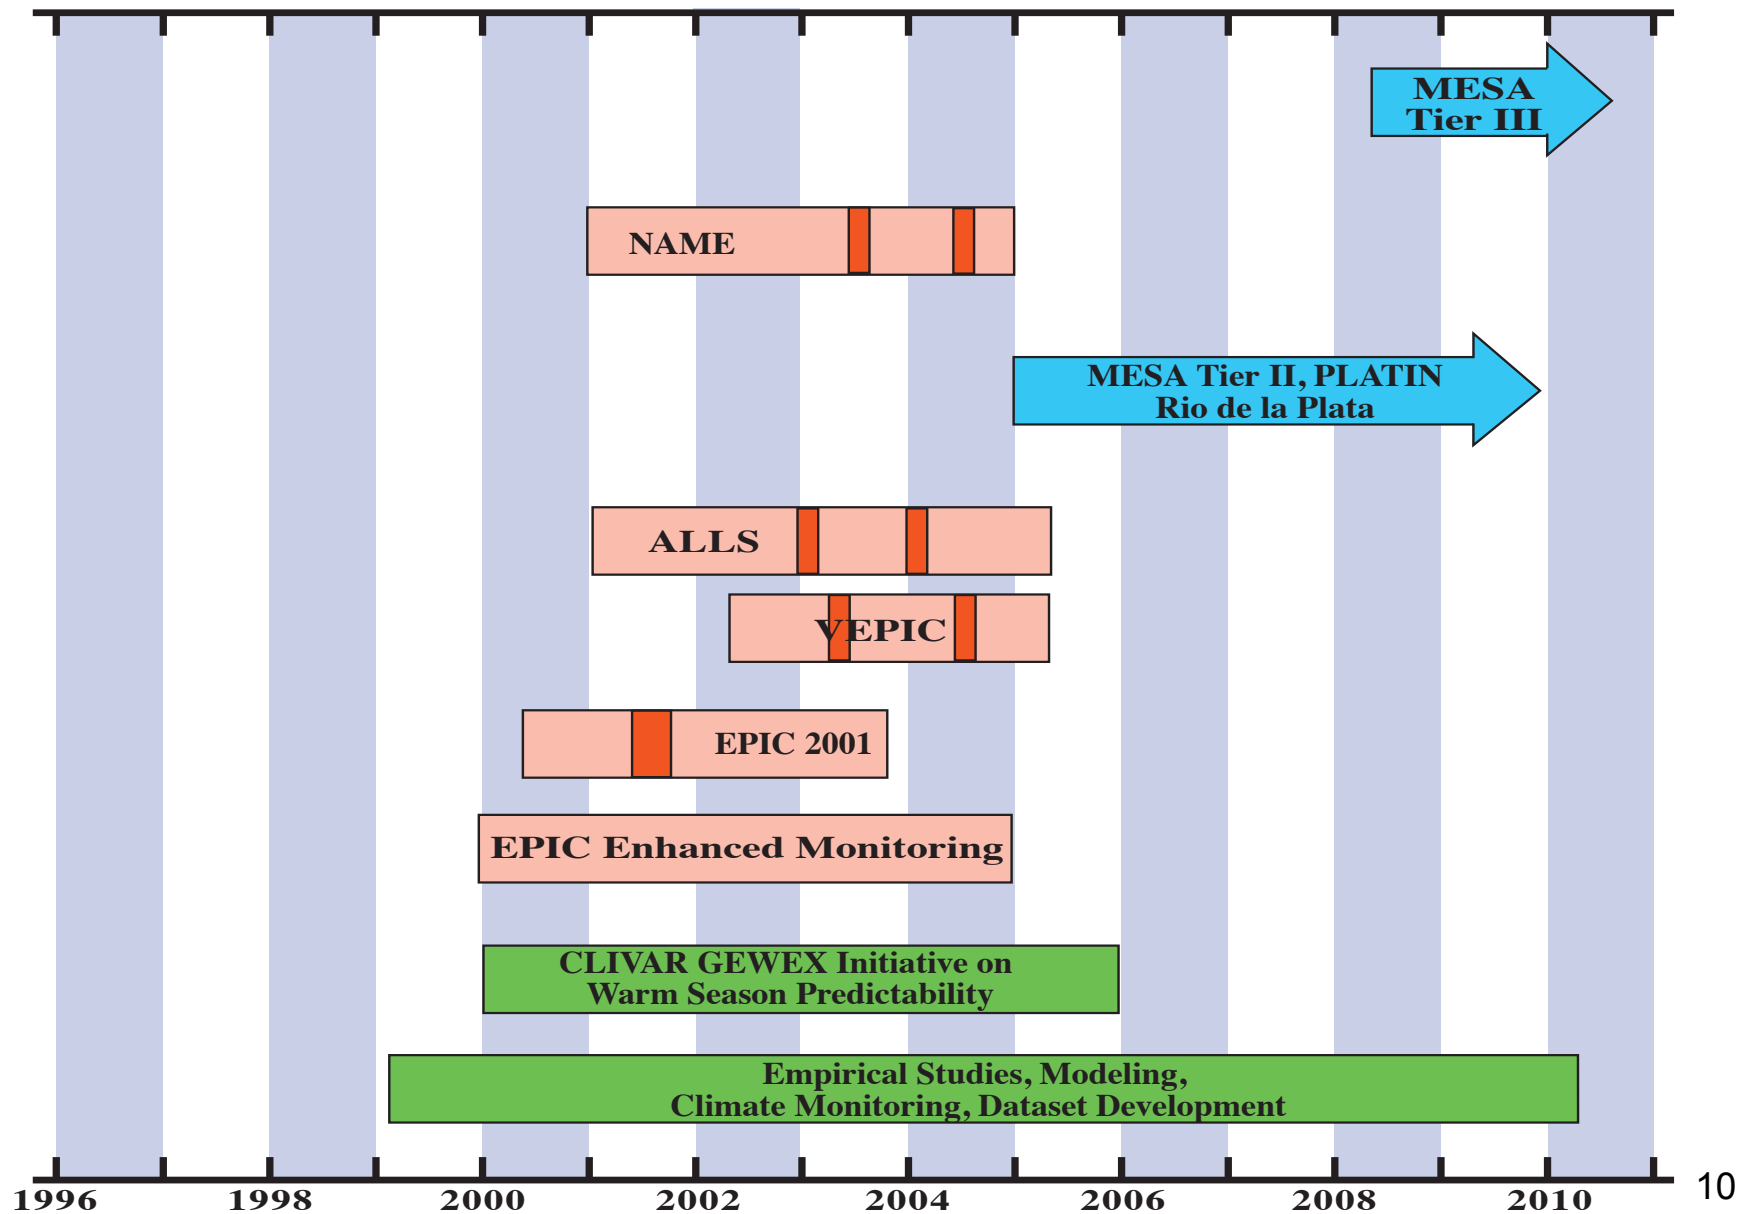 MESA
Tier III
NAME
MESA Tier II, PLATIN
Rio de la Plata
ALLS
VEPIC
EPIC 2001
EPIC Enhanced Monitoring
CLIVAR GEWEX Initiative on
Warm Season Predictability
Empirical Studies, Modeling,
Climate Monitoring, Dataset Development
1996 1998 2000 2002 2004 2006 2008 2010
10